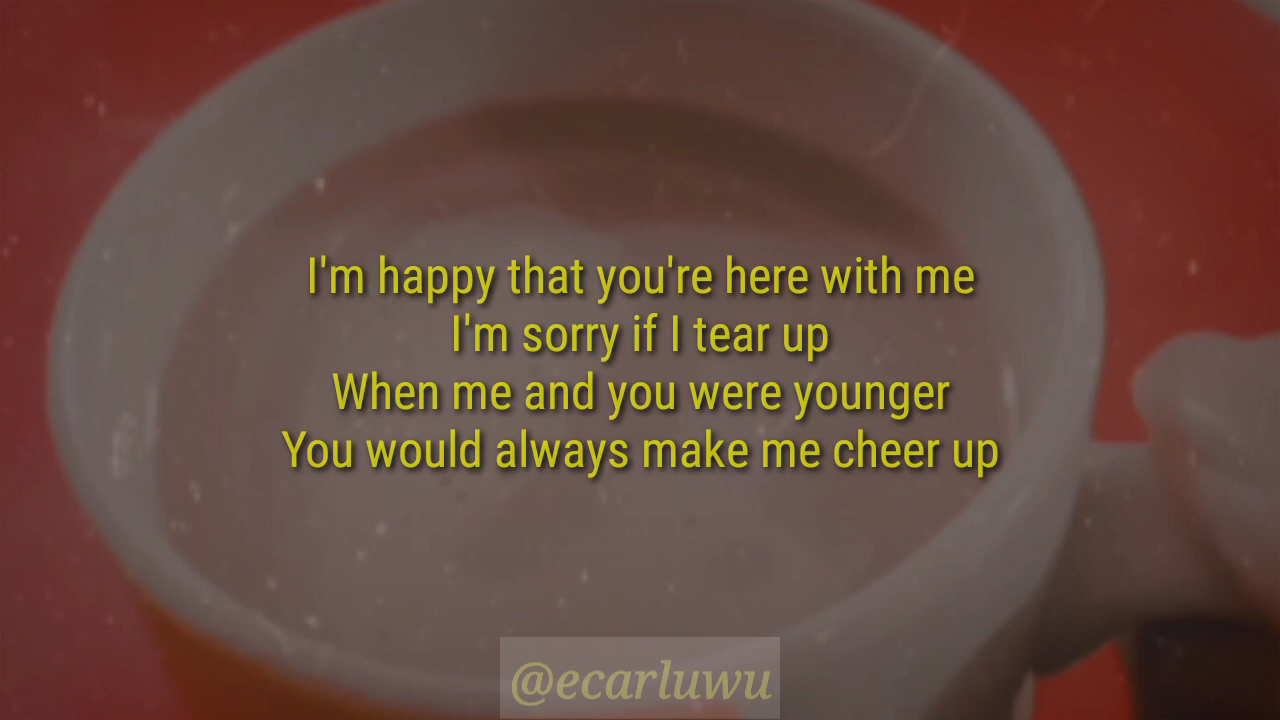 I'm happy that you're here with me
I'm sorry if I tear up
When me and you were younger
You would always make me cheer up
@ecarluwu